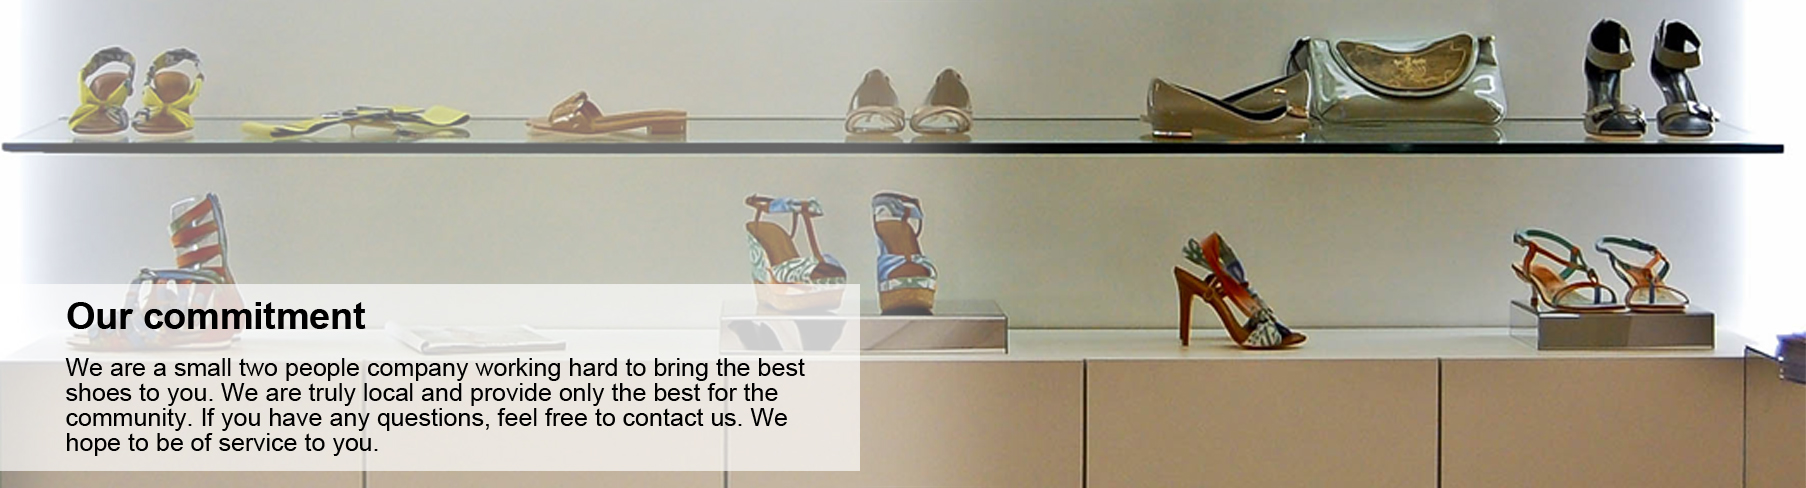 Our commitment
We are a small two people company working hard to bring the best
shoes to you. We are truly local and provide only the best for the
community. If you have any questions, feel free to contact us. We
hope to be of service to you.